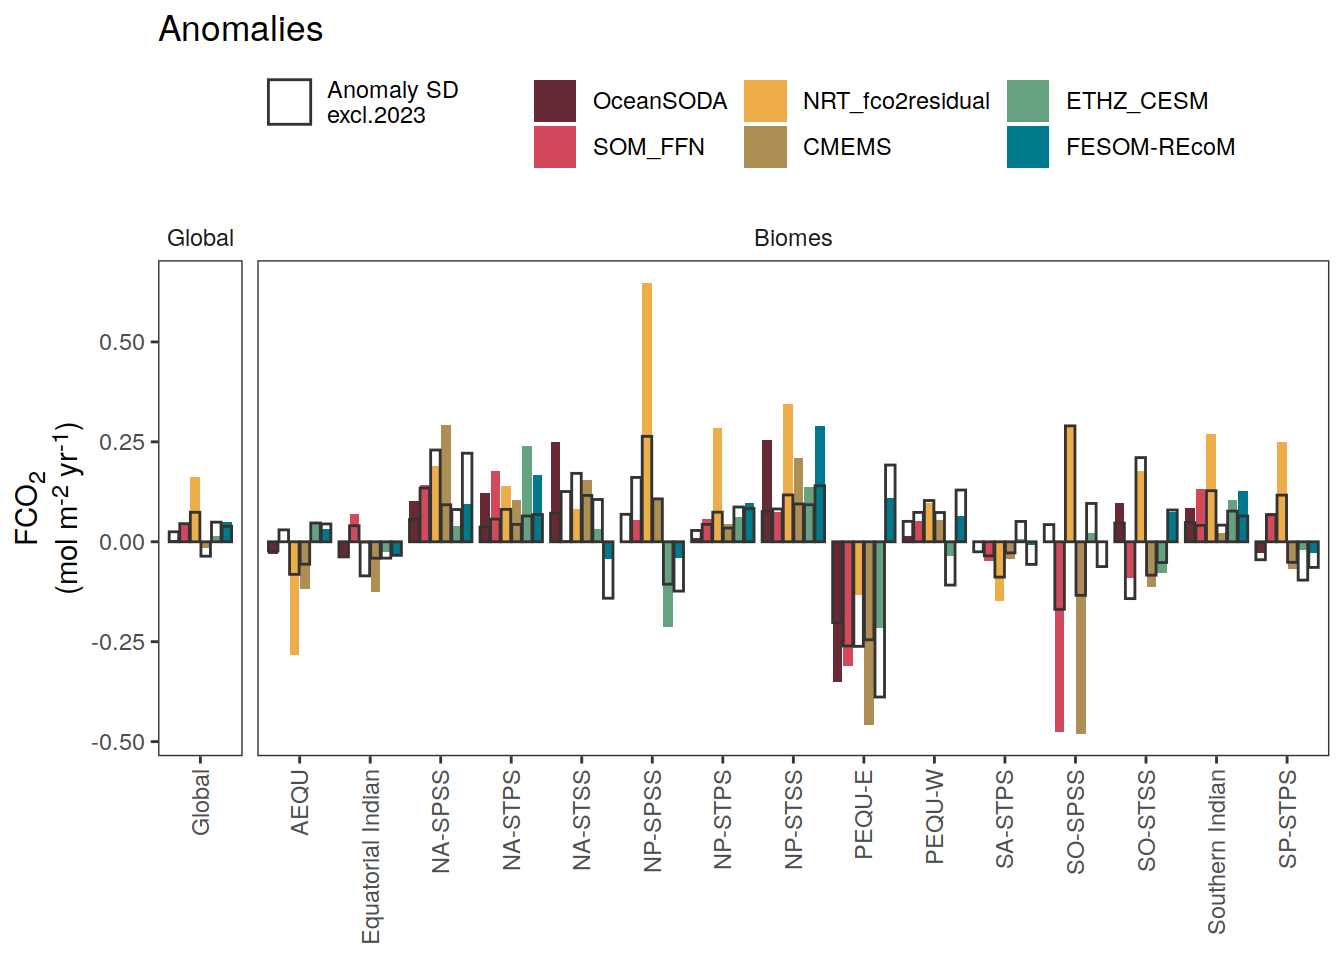 Anomalies
Anomaly SD
excl.2023
OceanSODA
SOM_FFN
NRT_fco2residual
CMEMS
ETHZ_CESM
FESOM-REcoM
Global
Biomes
FCO₂
(mol m⁻² yr⁻¹)
0.50
0.25
0.00
-0.25
-0.50
Global
AEQU
Equatorial Indian
NA-SPSS
NA-STPS
NA-STSS
NP-SPSS
NP-STPS
NP-STSS
PEQU-E
PEQU-W
SA-STPS
SO-SPSS
SO-STSS
Southern Indian
SP-STPS